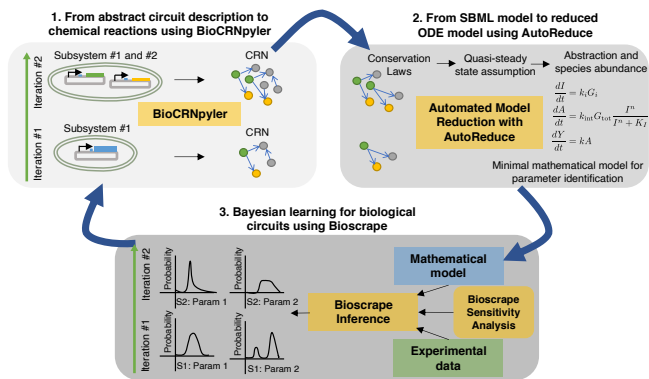 1. From abstract circuit description to
chemical reactions using BioCRNpyler
Iteration #2
Subsystem #1 and #2
CRN
BioCRNpyler
Iteration #1
Subsystem #1
CRN
2. From SBML model to reduced
ODE model using AutoReduce
Conservation
Laws
Quasi-steady
state assumption
Abstraction and
species abundance
Automated Model
Reduction with
AutoReduce
dI/dt = k_i G_i
dA/dt = k_int G_tot I^n/(I^n + K_I)
dY/dt = kA
Minimal mathematical model for
parameter identification
3. Bayesian learning for biological
circuits using Bioscrape
Iteration #2
Probability
S2: Param 1
Probability
S2: Param 2
Iteration #1
Probability
S1: Param 1
Probability
S1: Param 2
Bioscrape
Inference
Mathematical
model
Bioscrape
Sensitivity
Analysis
Experimental
data